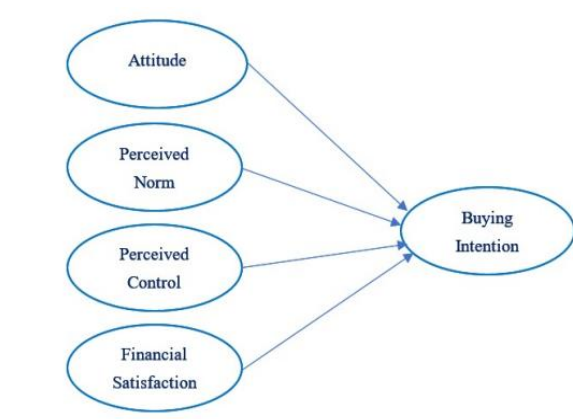 Attitude
Perceived
Norm
Perceived
Control
Financial
Satisfaction
Buying
Intention